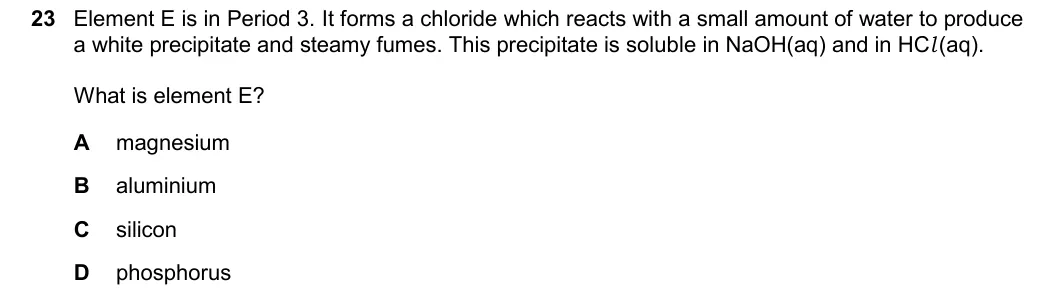 23 Element E is in Period 3. It forms a chloride which reacts with a small amount of water to produce
a white precipitate and steamy fumes. This precipitate is soluble in NaOH(aq) and in HCl(aq).
What is element E?
A magnesium
B aluminium
C silicon
D phosphorus